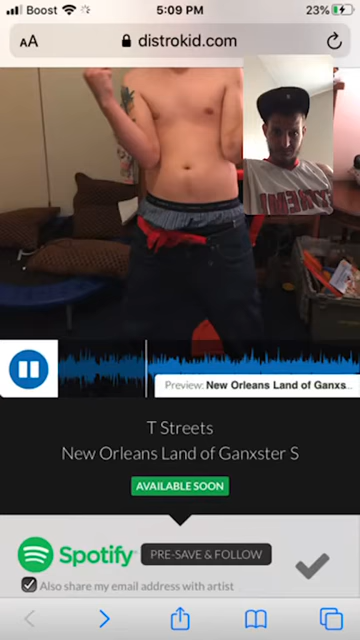 Boost 5:09 PM 23%
AA distrokid.com
Preview: New Orleans Land of Ganxs...
T Streets
New Orleans Land of Ganxster S
AVAILABLE SOON
Spotify PRE-SAVE & FOLLOW
Also share my email address with artist